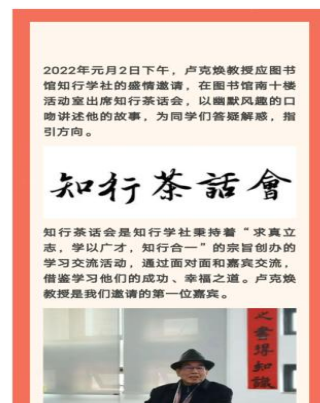 2022年元月2日下午，卢克焕教授应图书
馆知行学社的盛情邀请，在图书馆南十楼
活动室出席知行茶话会，以幽默风趣的口
吻讲述他的故事，为同学们答疑解惑，指
引方向。
知行茶話會
知行茶话会是知行学社秉持着“求真立
志，学以广才，知行合一”的宗旨创办的
学习交流活动，通过面对面和嘉宾交流，
借鉴学习他们的成功、幸福之道。卢克焕
教授是我们邀请的第一位嘉宾。
之書得知識